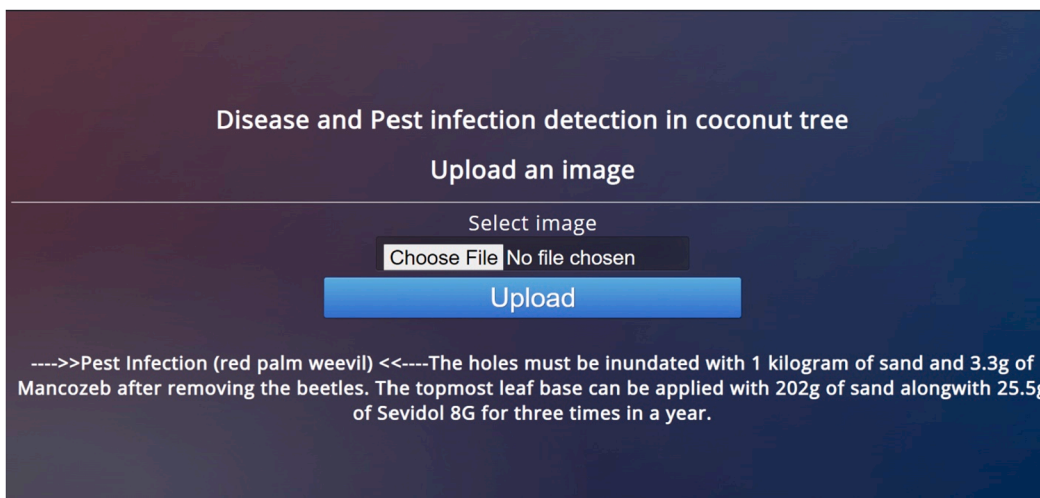 Disease and Pest infection detection in coconut tree
Upload an image
Select image
Choose File No file chosen
Upload
---->>Pest Infection (red palm weevil) <<----The holes must be inundated with 1 kilogram of sand and 3.3g of
Mancozeb after removing the beetles. The topmost leaf base can be applied with 202g of sand alongwith 25.5g
of Sevidol 8G for three times in a year.